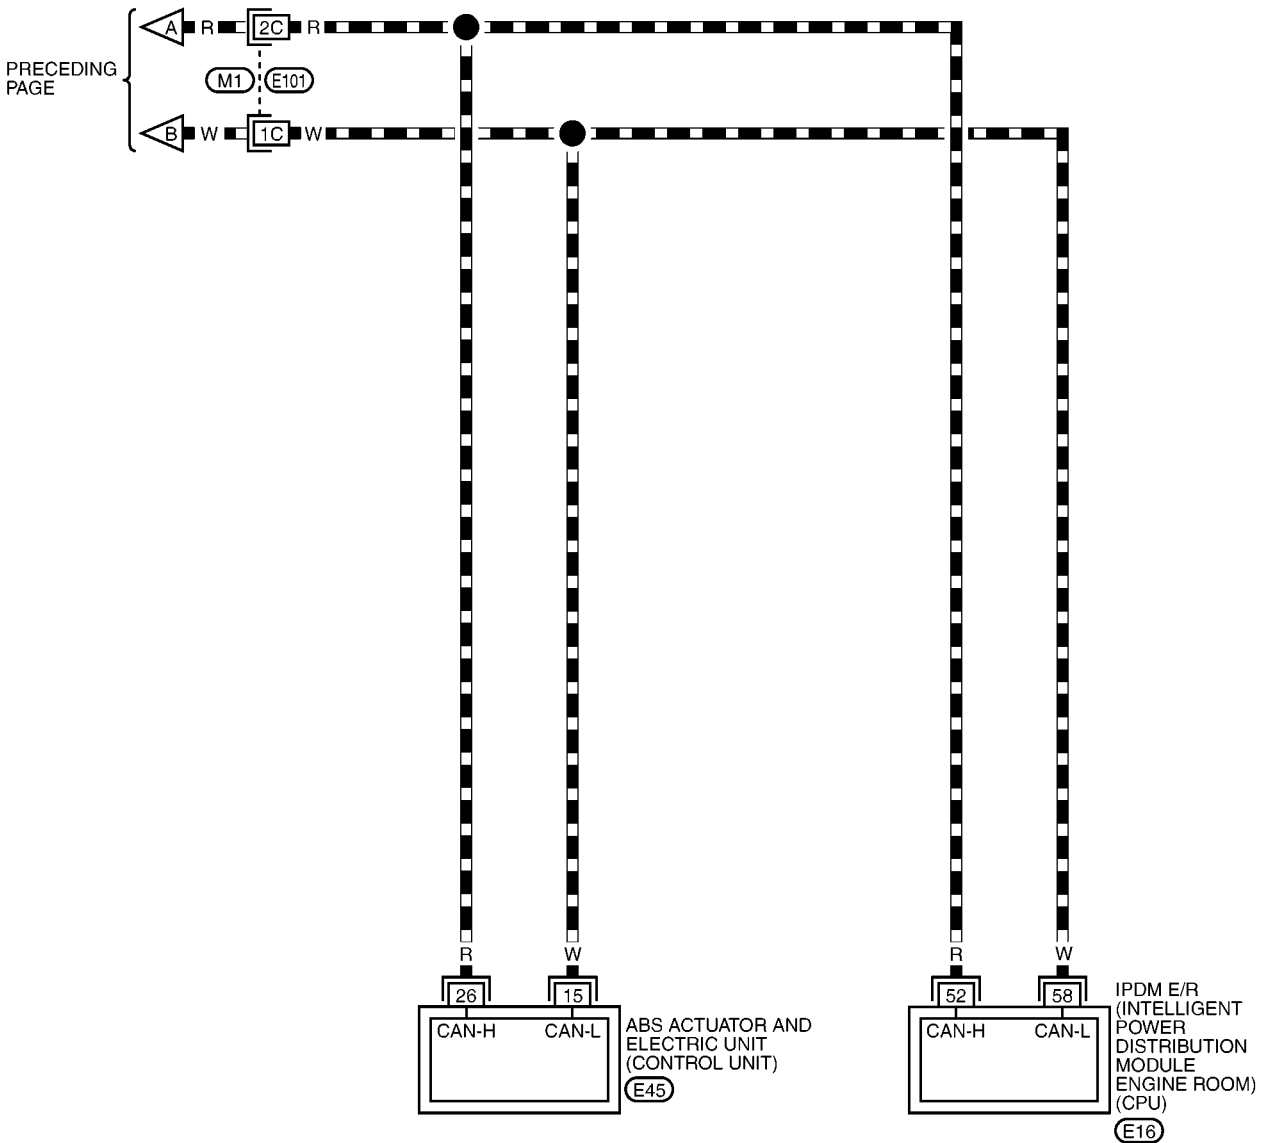 A R 2C R
PRECEDING
PAGE
M1 E101
B W 1C W
R W R W
26 15 52 58
CAN-H CAN-L CAN-H CAN-L
ABS ACTUATOR AND
ELECTRIC UNIT
(CONTROL UNIT)
E45
IPDM E/R
(INTELLIGENT
POWER
DISTRIBUTION
MODULE
ENGINE ROOM)
(CPU)
E16